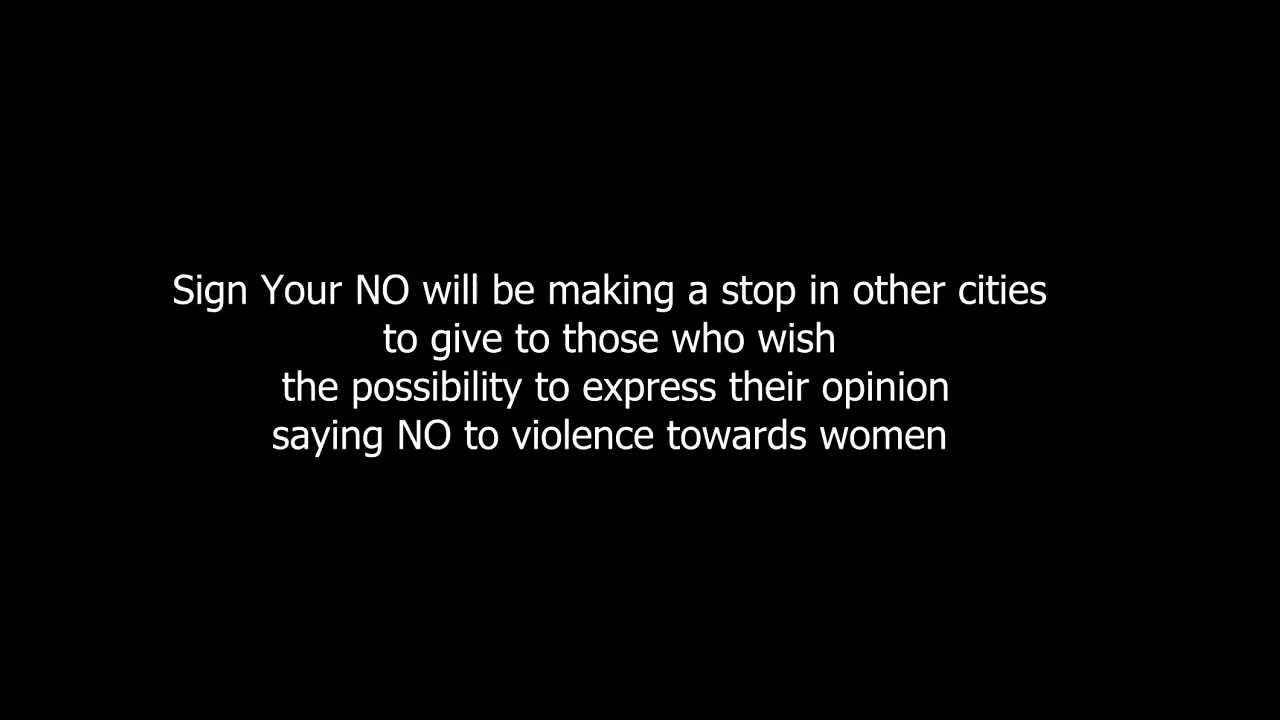 Sign Your NO will be making a stop in other cities
to give to those who wish
the possibility to express their opinion
saying NO to violence towards women